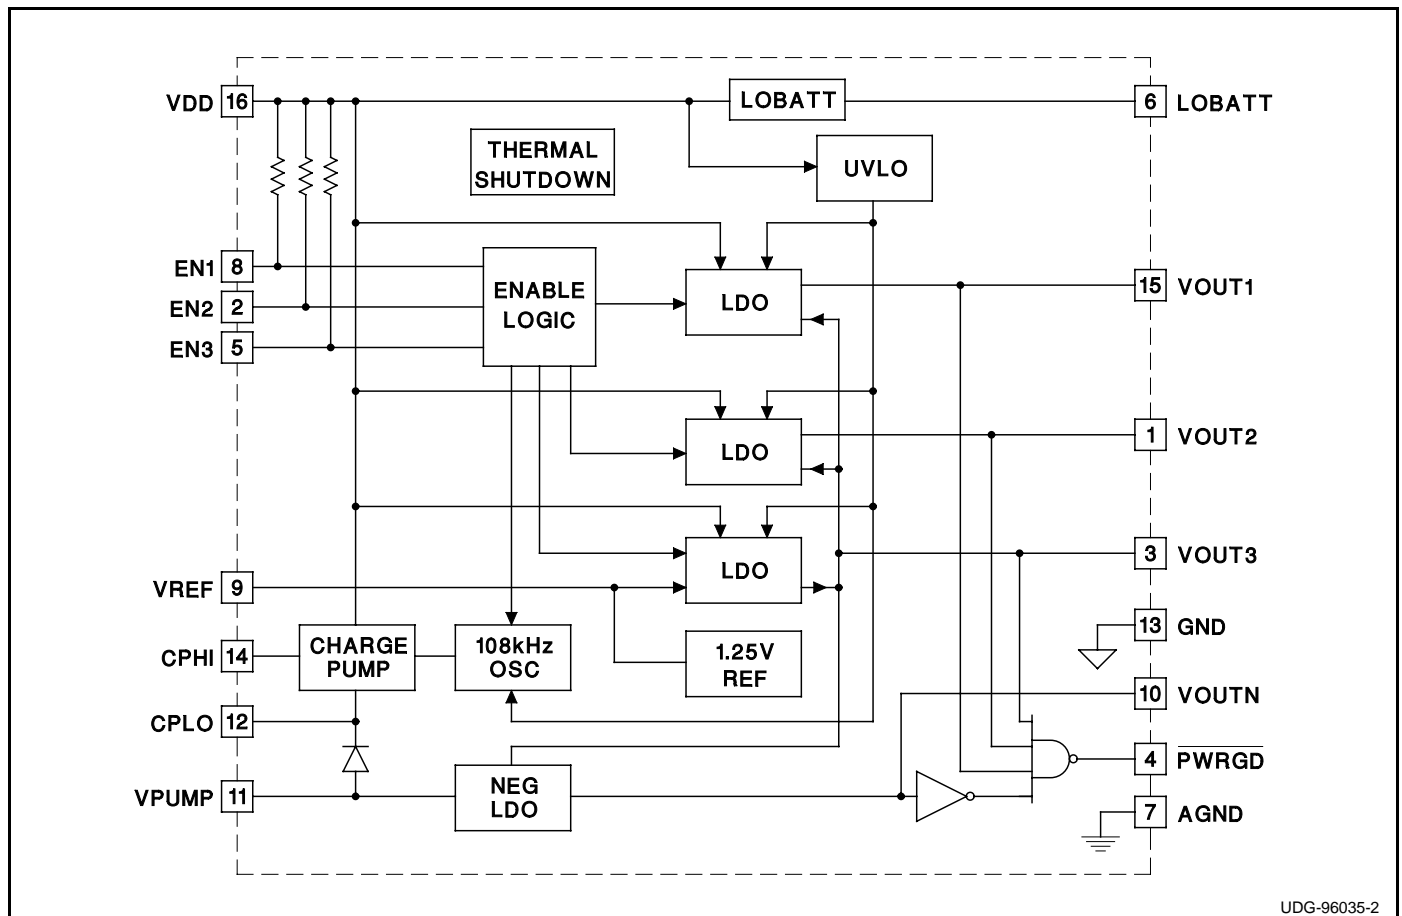 VDD 16
LOBATT
6 LOBATT
THERMAL
SHUTDOWN
UVLO
EN1 8
EN2 2
EN3 5
ENABLE
LOGIC
LDO
15 VOUT1
LDO
1 VOUT2
LDO
3 VOUT3
VREF 9
13 GND
CPHI 14
CHARGE
PUMP
108kHz
OSC
1.25V
REF
10 VOUTN
CPLO 12
4 PWRGD
VPUMP 11
NEG
LDO
7 AGND
UDG-96035-2